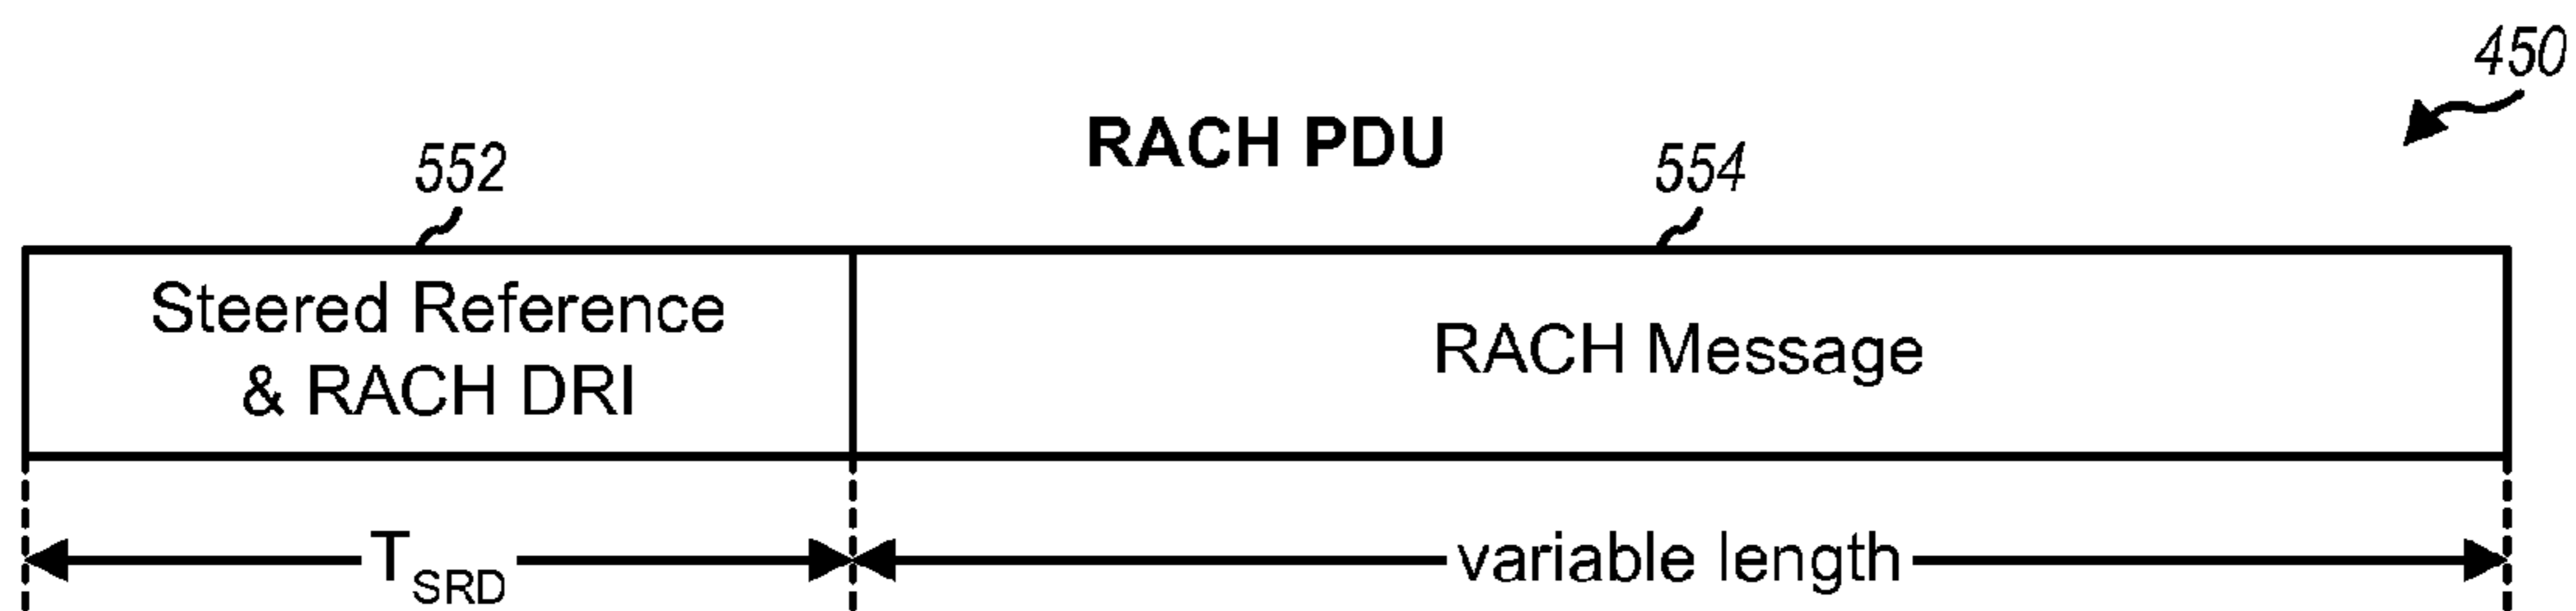 450
RACH PDU
552
554
Steered Reference
& RACH DRI
RACH Message
TSRD
variable length